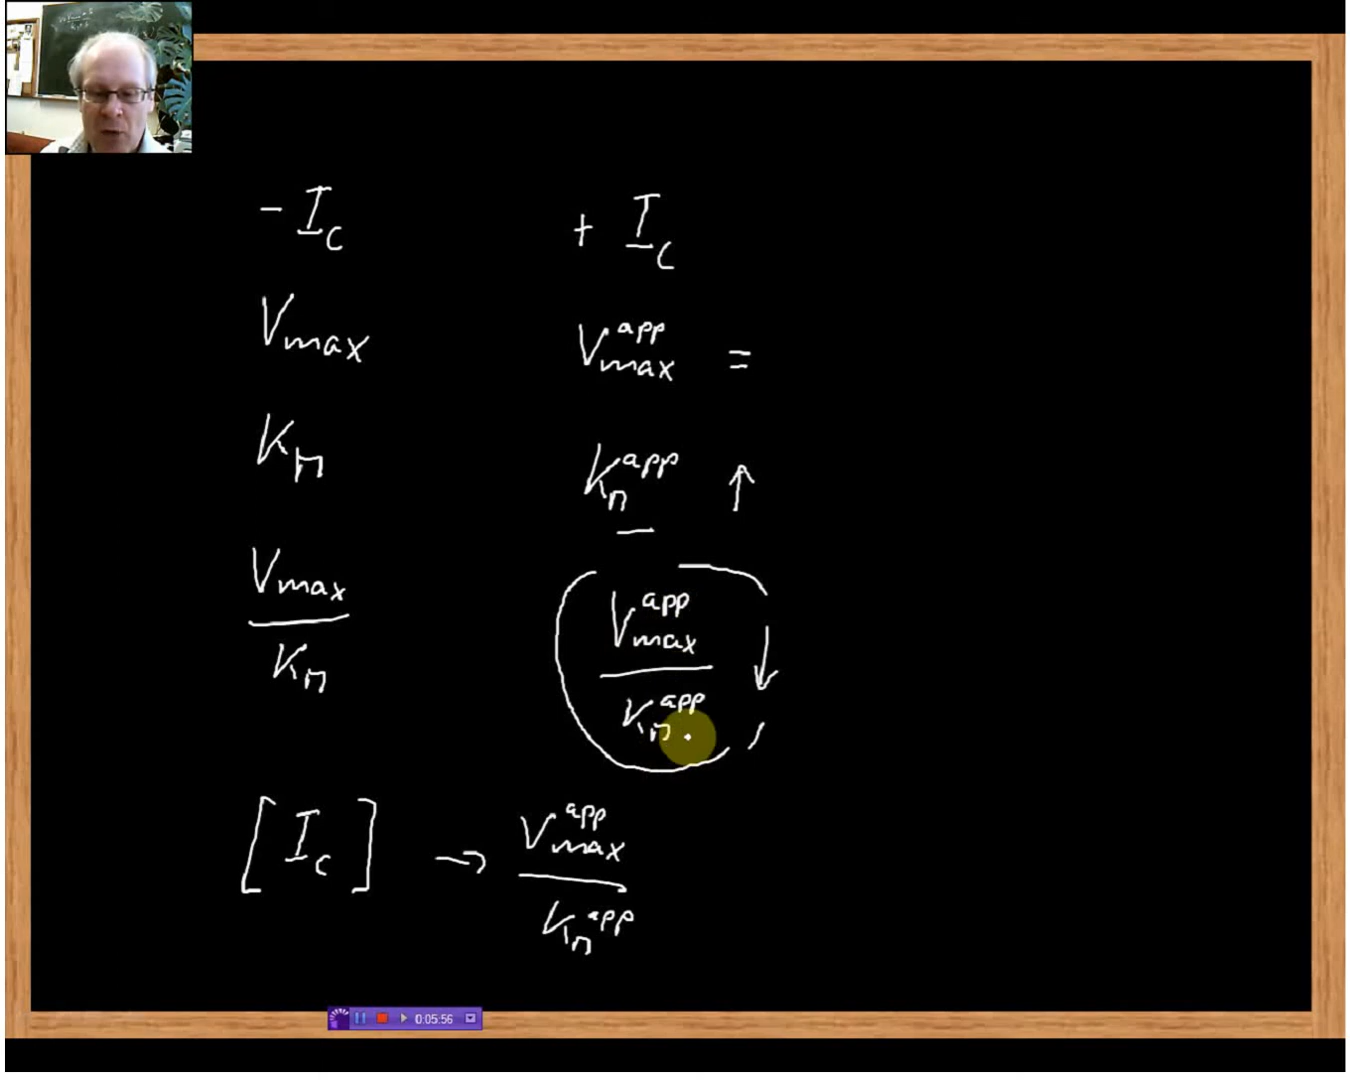 - I_c + I_c
V_max V_max^app =
K_m K_m^app ↑
V_max / K_m V_max^app / K_m^app ↓
[I_c] → V_max^app / K_m^app
0:05:56